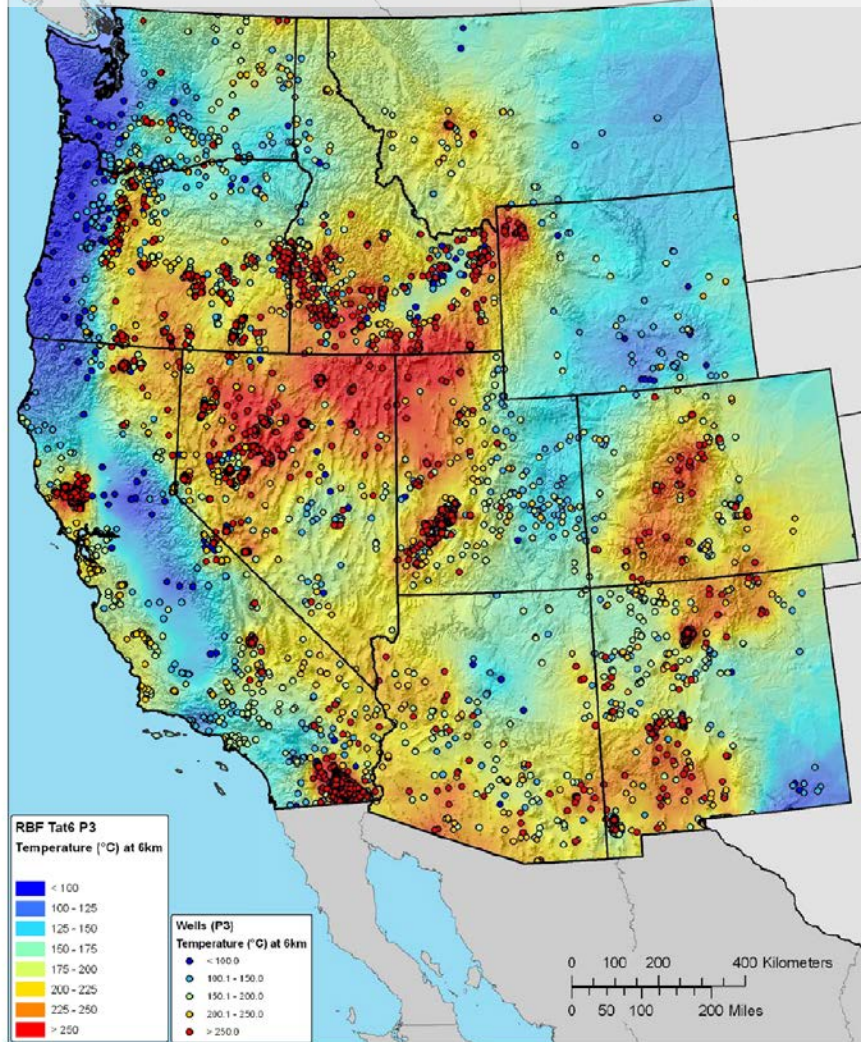 RBF Tat6 P3
Temperature (°C) at 6km
< 100
100 - 125
125 - 150
150 - 175
175 - 200
200 - 225
225 - 250
> 250
Wells (P3)
Temperature (°C) at 6km
< 100.0
100.1 - 150.0
150.1 - 200.0
200.1 - 250.0
> 250.0
0 100 200 400 Kilometers
0 50 100 200 Miles